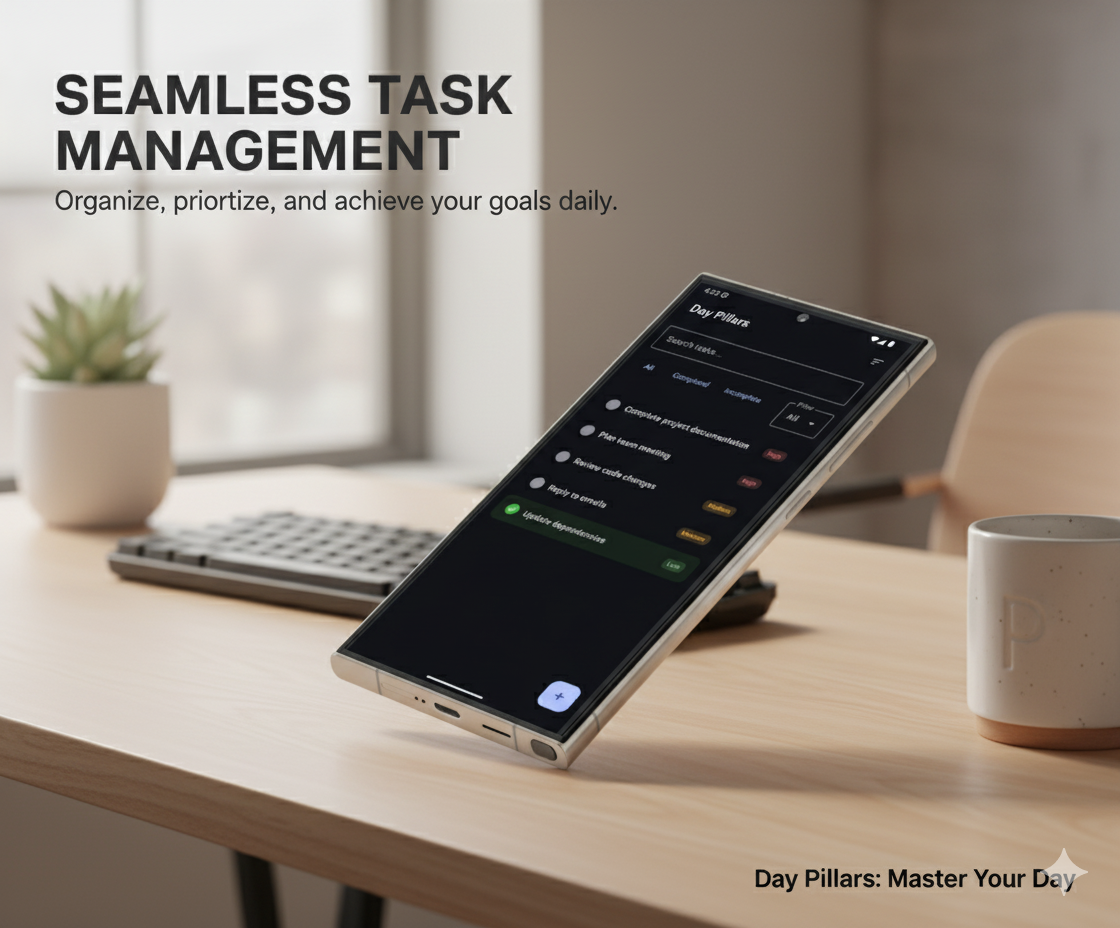 SEAMLESS TASK
MANAGEMENT
Organize, priortize, and achieve your goals daily.
Day Pillars
Search tasks...
All
Completed
Incomplete
Filter
All
Complete project documentation
High
Plan team meeting
High
Review code changes
Medium
Reply to emails
Medium
Update dependencies
Low
+
P
Day Pillars: Master Your Day